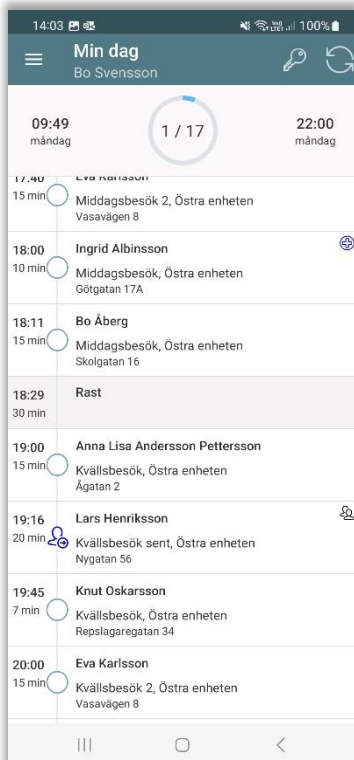 14:03 100%
Min dag
Bo Svensson
09:49
måndag
1 / 17
22:00
måndag
17:40 Eva Karlsson
15 min Middagsbesök 2, Östra enheten
Vasavägen 8
18:00 Ingrid Albinsson
10 min Middagsbesök, Östra enheten
Götgatan 17A
18:11 Bo Åberg
15 min Middagsbesök, Östra enheten
Skolgatan 16
18:29 Rast
30 min
19:00 Anna Lisa Andersson Pettersson
15 min Kvällsbesök, Östra enheten
Ågatan 2
19:16 Lars Henriksson
20 min Kvällsbesök sent, Östra enheten
Nygatan 56
19:45 Knut Oskarsson
7 min Kvällsbesök, Östra enheten
Repslagaregatan 34
20:00 Eva Karlsson
15 min Kvällsbesök 2, Östra enheten
Vasavägen 8